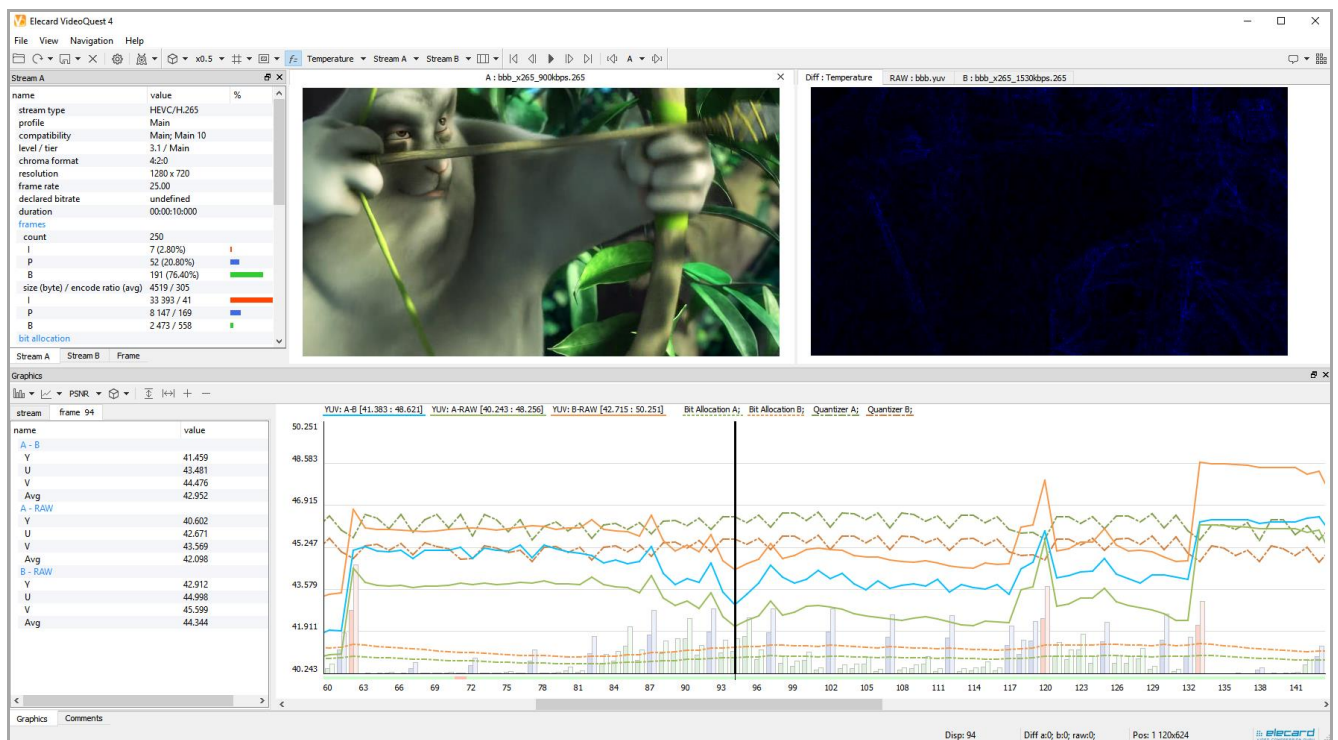 Elecard VideoQuest 4
File View Navigation Help
x0.5 Temperature Stream A Stream B A
Stream A
name value %
stream type HEVC/H.265
profile Main
compatibility Main; Main 10
level / tier 3.1 / Main
chroma format 4:2:0
resolution 1280 x 720
frame rate 25.00
declared bitrate undefined
duration 00:00:10:000
frames
count 250
I 7 (2.80%)
P 52 (20.80%)
B 191 (76.40%)
size (byte) / encode ratio (avg) 4519 / 305
I 33 393 / 41
P 8 147 / 169
B 2 473 / 558
bit allocation
Stream A Stream B Frame
A : bbb_x265_900kbps.265
Diff : Temperature RAW : bbb.yuv B : bbb_x265_1530kbps.265
Graphics
PSNR
stream frame 94
name value
A - B
Y 41.459
U 43.481
V 44.476
Avg 42.952
A - RAW
Y 40.602
U 42.671
V 43.569
Avg 42.098
B - RAW
Y 42.912
U 44.998
V 45.599
Avg 44.344
YUV: A-B [41.383 : 48.621] YUV: A-RAW [40.243 : 48.256] YUV: B-RAW [42.715 : 50.251] Bit Allocation A; Bit Allocation B; Quantizer A; Quantizer B;
50.251
48.583
46.915
45.247
43.579
41.911
40.243
60 63 66 69 72 75 78 81 84 87 90 93 96 99 102 105 108 111 114 117 120 123 126 129 132 135 138 141
Graphics Comments
Disp: 94 Diff a:0; b:0; raw:0; Pos: 1 120x624 elecard